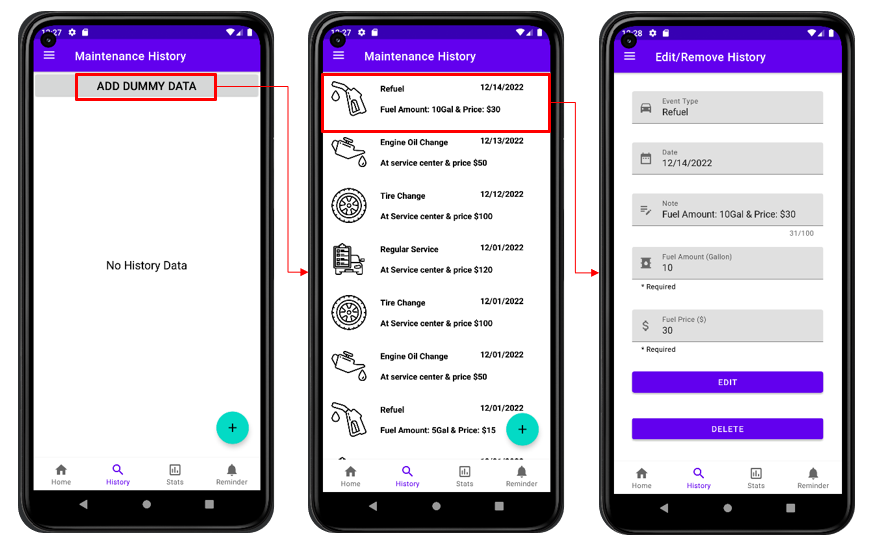 12:27
Maintenance History
ADD DUMMY DATA
No History Data
+
Home
History
Stats
Reminder
12:27
Maintenance History
Refuel
12/14/2022
Fuel Amount: 10Gal & Price: $30
Engine Oil Change
12/13/2022
At service center & price $50
Tire Change
12/12/2022
At Service center & price $100
Regular Service
12/01/2022
At Service center & price $120
Tire Change
12/01/2022
At Service center & price $100
Engine Oil Change
12/01/2022
At service center & price $50
Refuel
12/01/2022
Fuel Amount: 5Gal & Price: $15
+
Home
History
Stats
Reminder
12:28
Edit/Remove History
Event Type
Refuel
Date
12/14/2022
Note
Fuel Amount: 10Gal & Price: $30
31/100
Fuel Amount (Gallon)
10
* Required
Fuel Price ($)
$
30
* Required
EDIT
DELETE
Home
History
Stats
Reminder